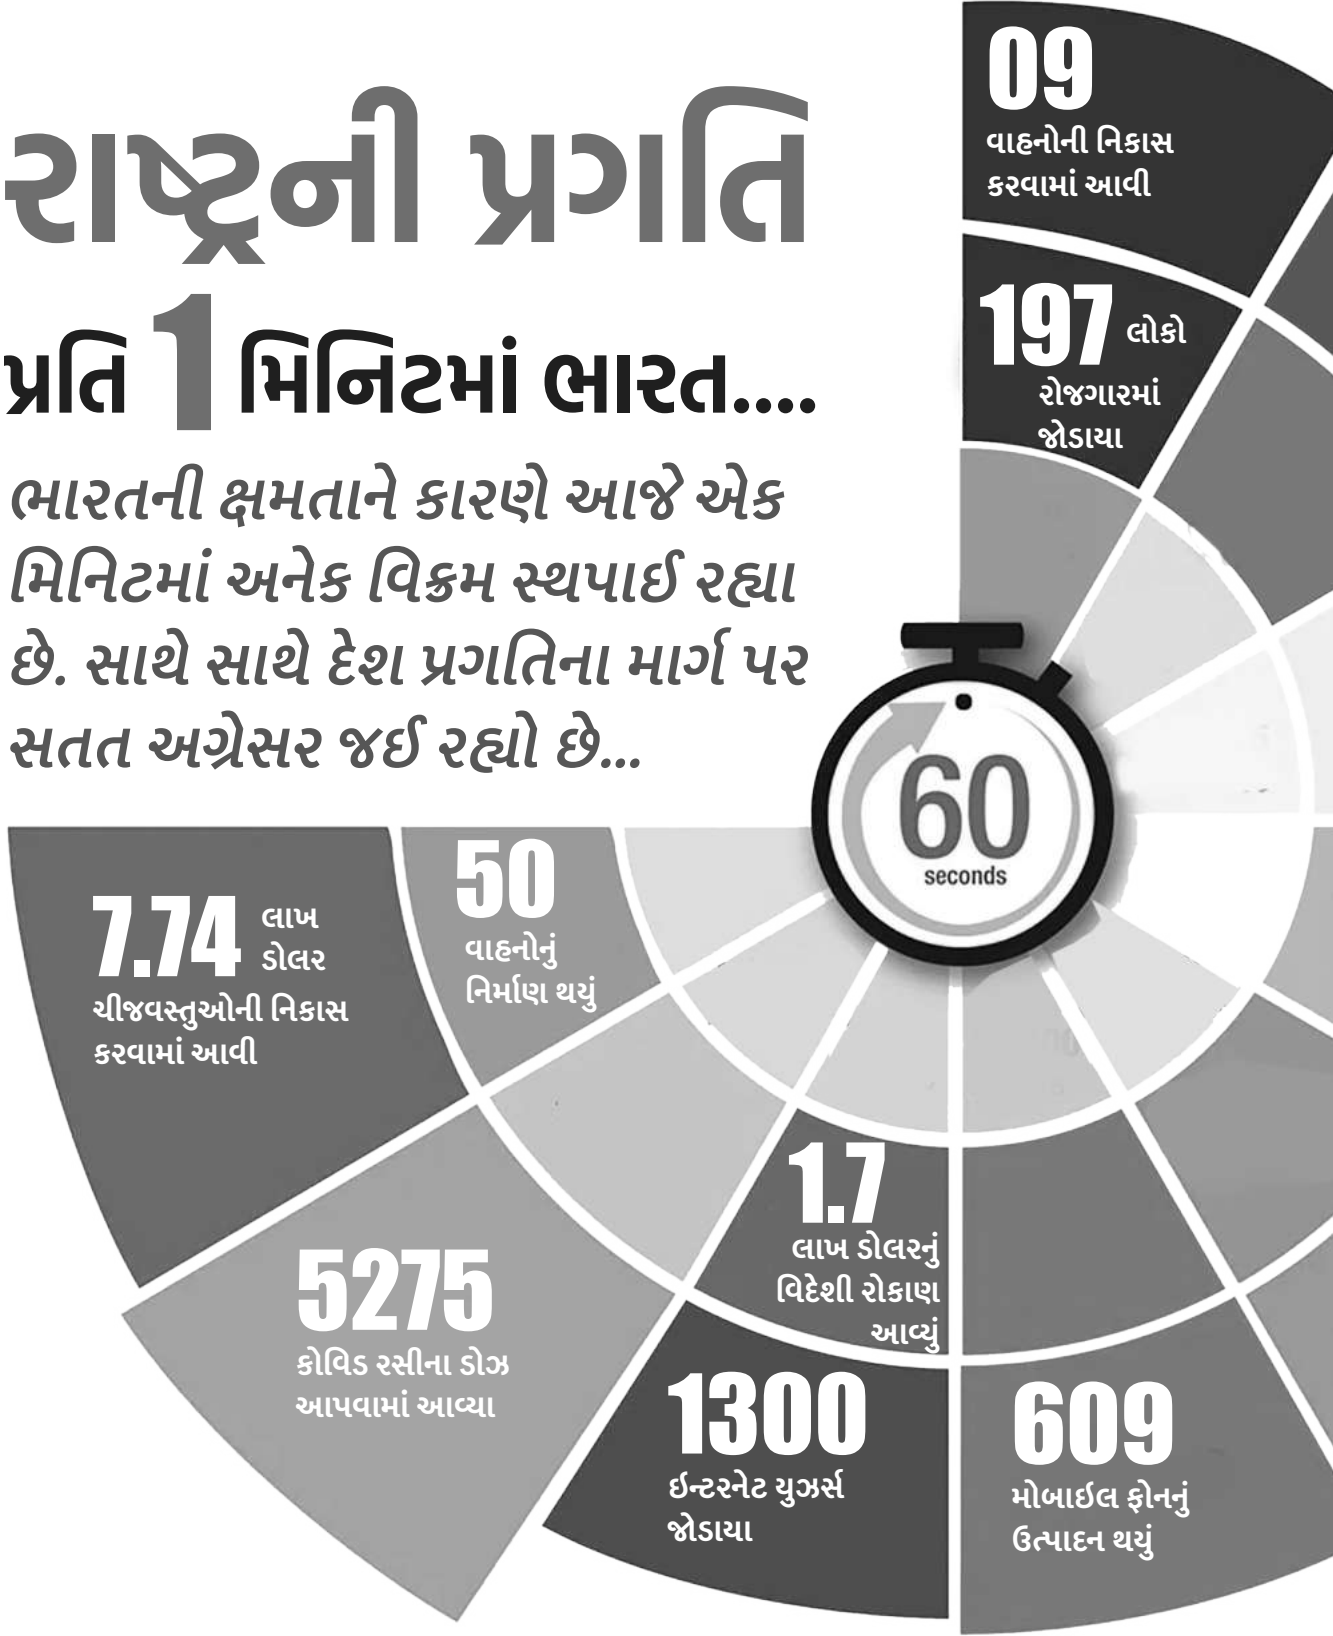 રાષ્ટ્રની પ્રગતિ
પ્રતિ 1 મિનિટમાં ભારત....
ભારતની ક્ષમતાને કારણે આજે એક
મિનિટમાં અનેક વિક્રમ સ્થપાઈ રહ્યા
છે. સાથે સાથે દેશ પ્રગતિના માર્ગ પર
સતત અગ્રેસર જઈ રહ્યો છે...
09
વાહનોની નિકાસ
કરવામાં આવી
197 લોકો
રોજગારમાં
જોડાયા
60
seconds
50
વાહનોનું
નિર્માણ થયું
7.74 લાખ
ડોલર
ચીજવસ્તુઓની નિકાસ
કરવામાં આવી
5275
કોવિડ રસીના ડોઝ
આપવામાં આવ્યા
1.7
લાખ ડોલરનું
વિદેશી રોકાણ
આવ્યું
1300
ઇન્ટરનેટ યુઝર્સ
જોડાયા
609
મોબાઇલ ફોનનું
ઉત્પાદન થયું